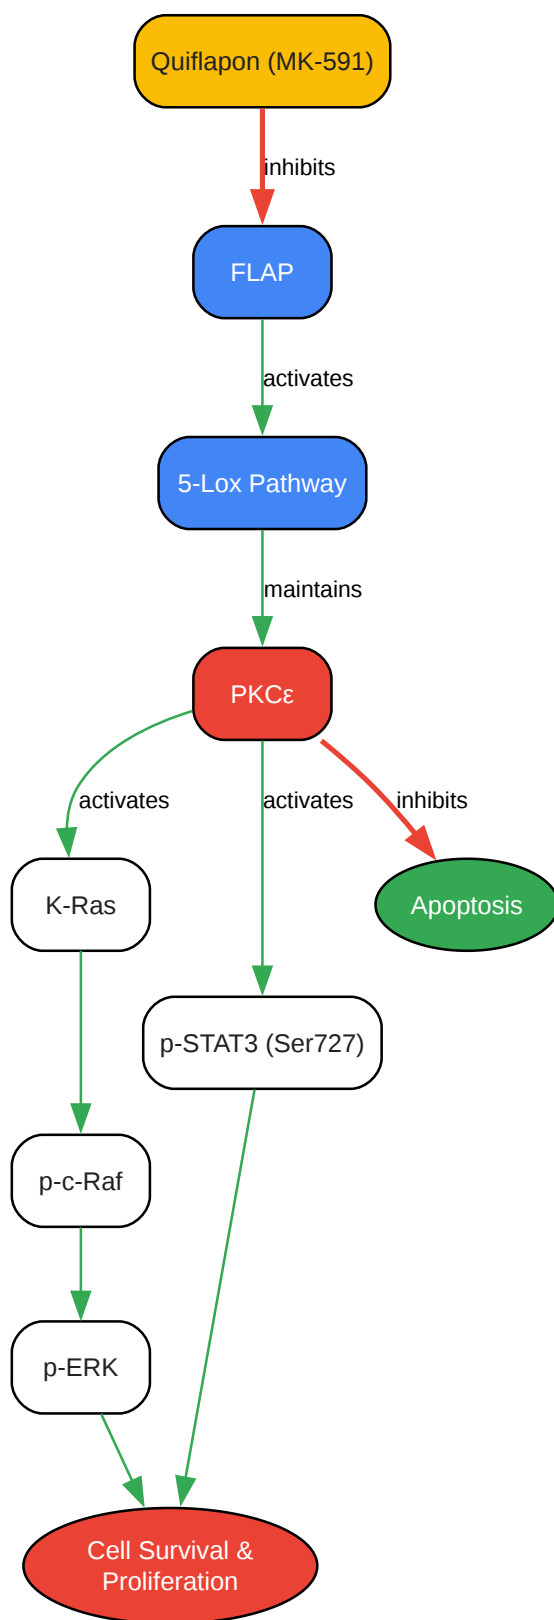 Quiflapon (MK-591)
inhibits
FLAP
activates
5-Lox Pathway
maintains
PKCε
activates
activates
inhibits
K-Ras
Apoptosis
p-STAT3 (Ser727)
p-c-Raf
p-ERK
Cell Survival &
Proliferation